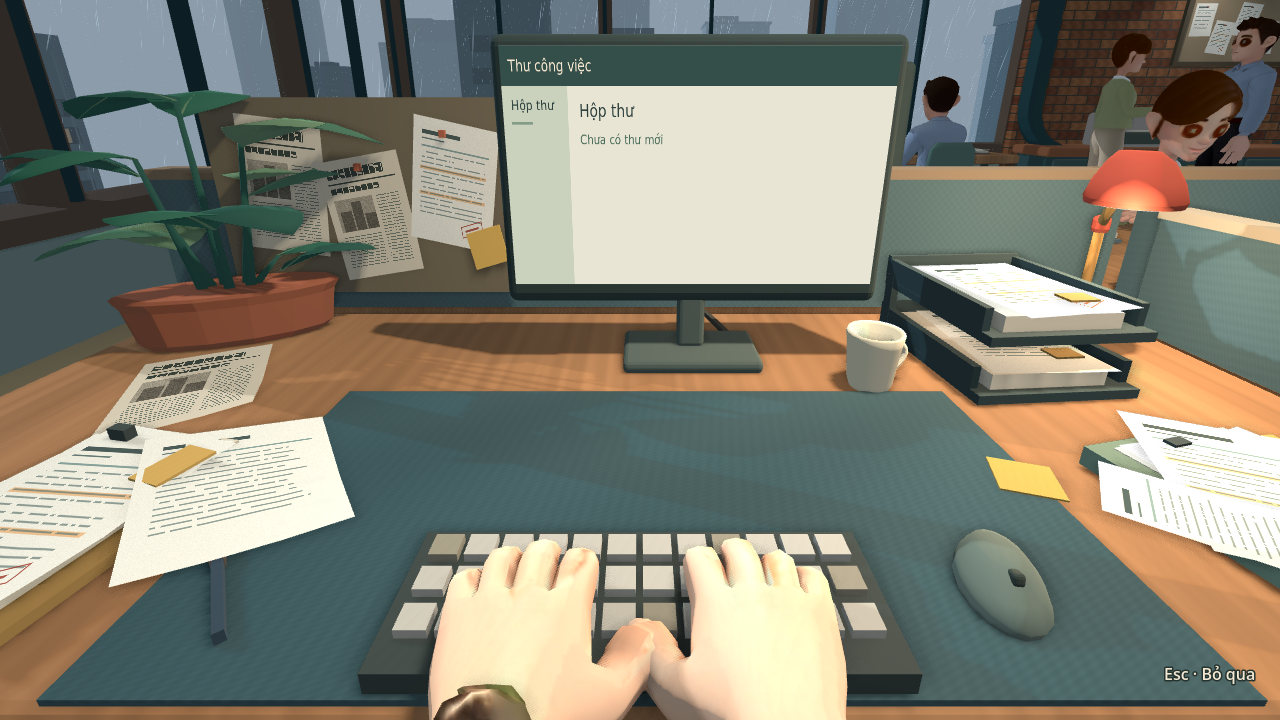 Thư công việc
Hộp thư
Hộp thư
Chưa có thư mới
Esc · Bỏ qua